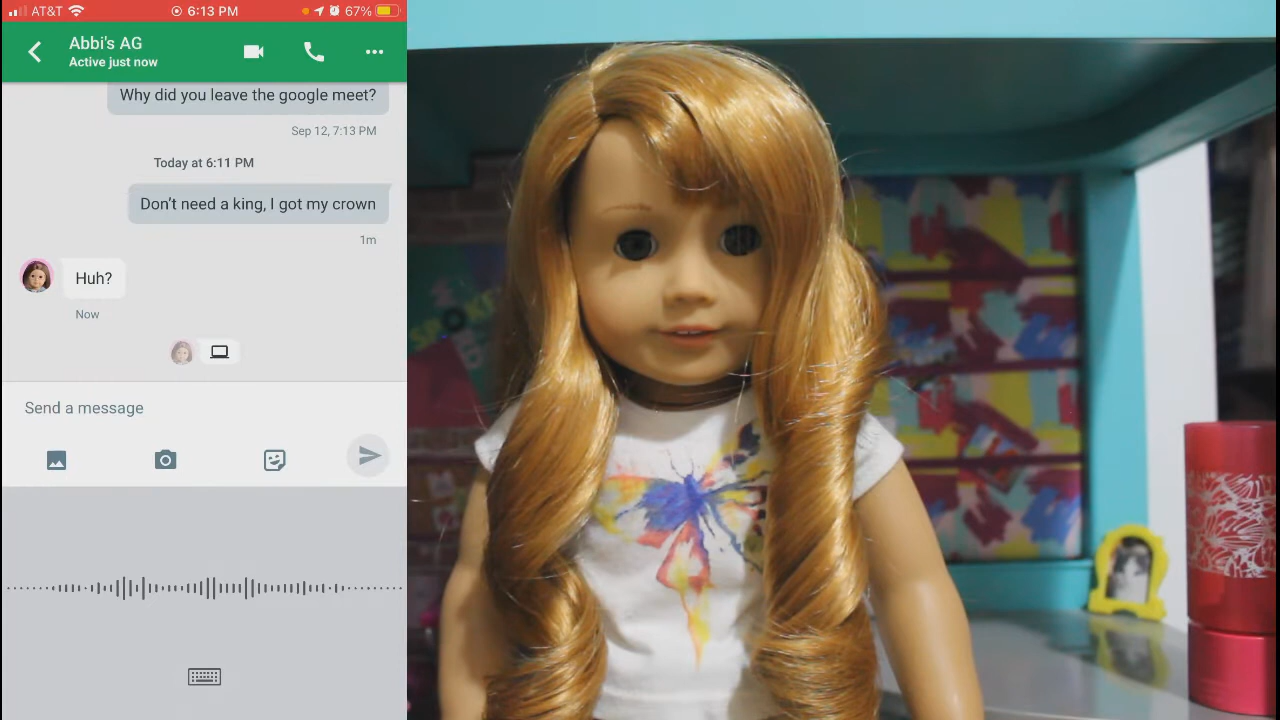 AT&T 6:13 PM 67%
Abbi's AG
Active just now
Why did you leave the google meet?
Sep 12, 7:13 PM
Today at 6:11 PM
Don't need a king, I got my crown
1m
Huh?
Now
Send a message